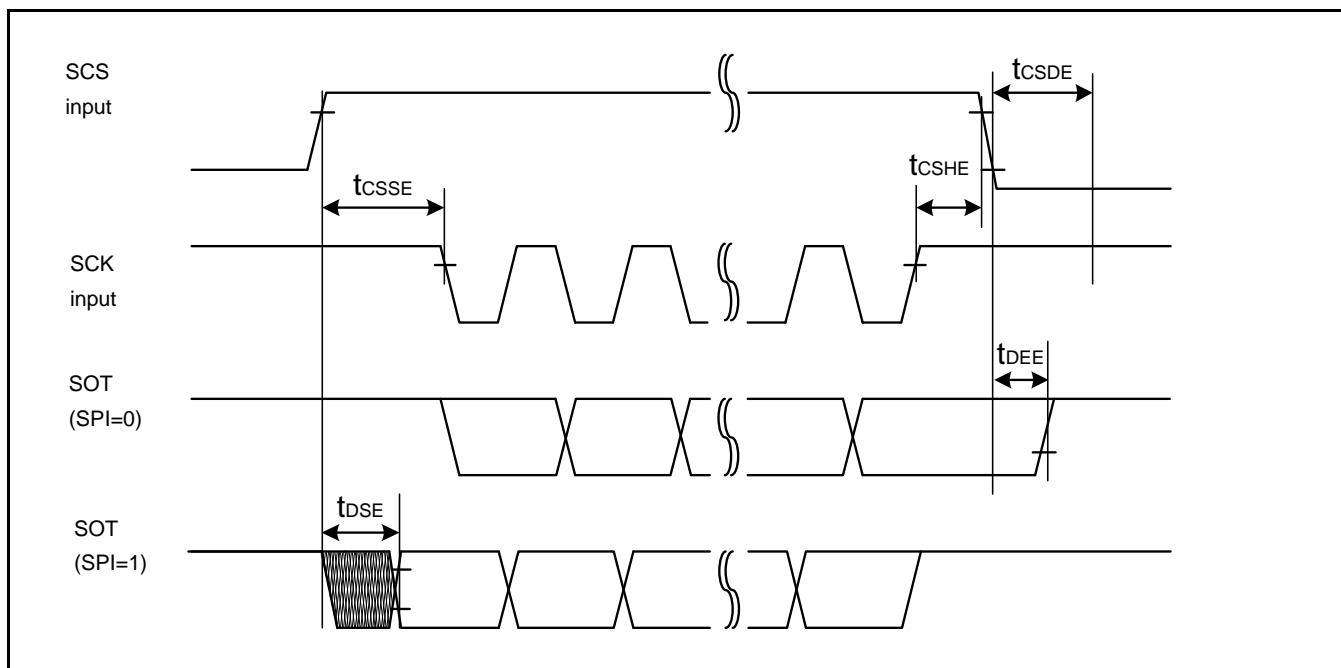 SCS
input
tCSDE
tCSHE
tCSSE
SCK
input
tDEE
SOT
(SPI=0)
tDSE
SOT
(SPI=1)